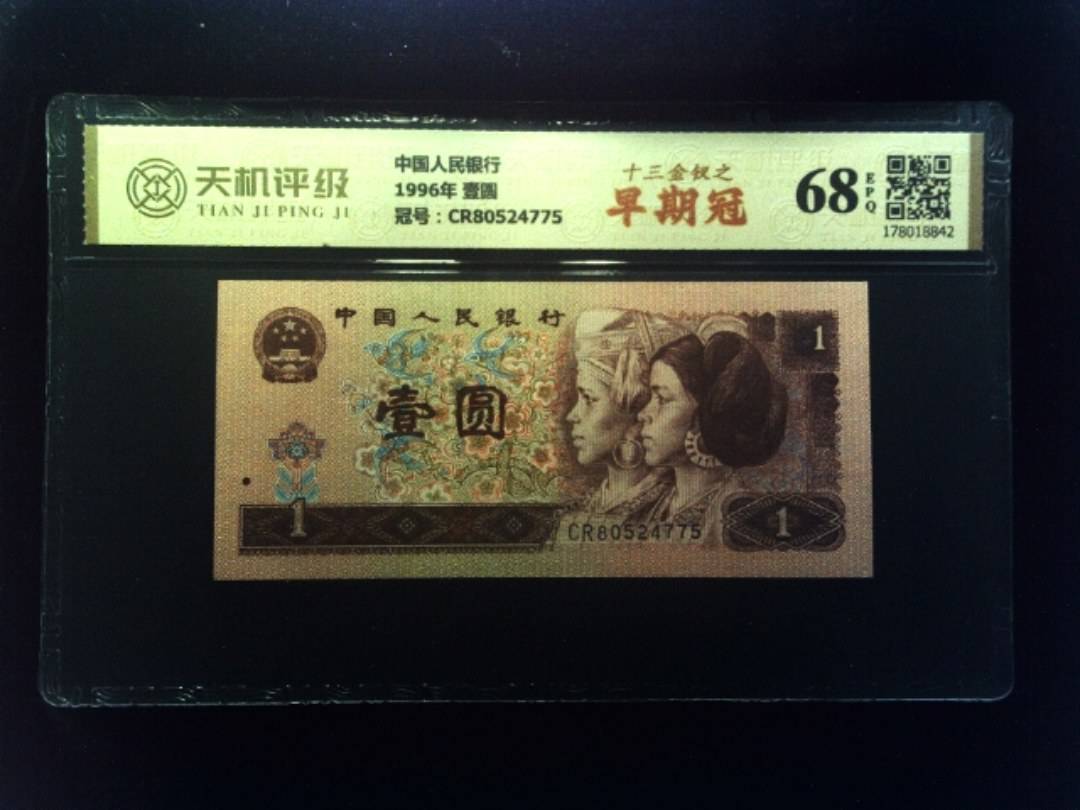 天机评级
TIAN JI PING JI
中国人民银行
1996年 壹圆
冠号：CR80524775
十三金钗之
早期冠
68
EPQ
178018842
中国人民银行
1
壹圆
1
CR80524775
1